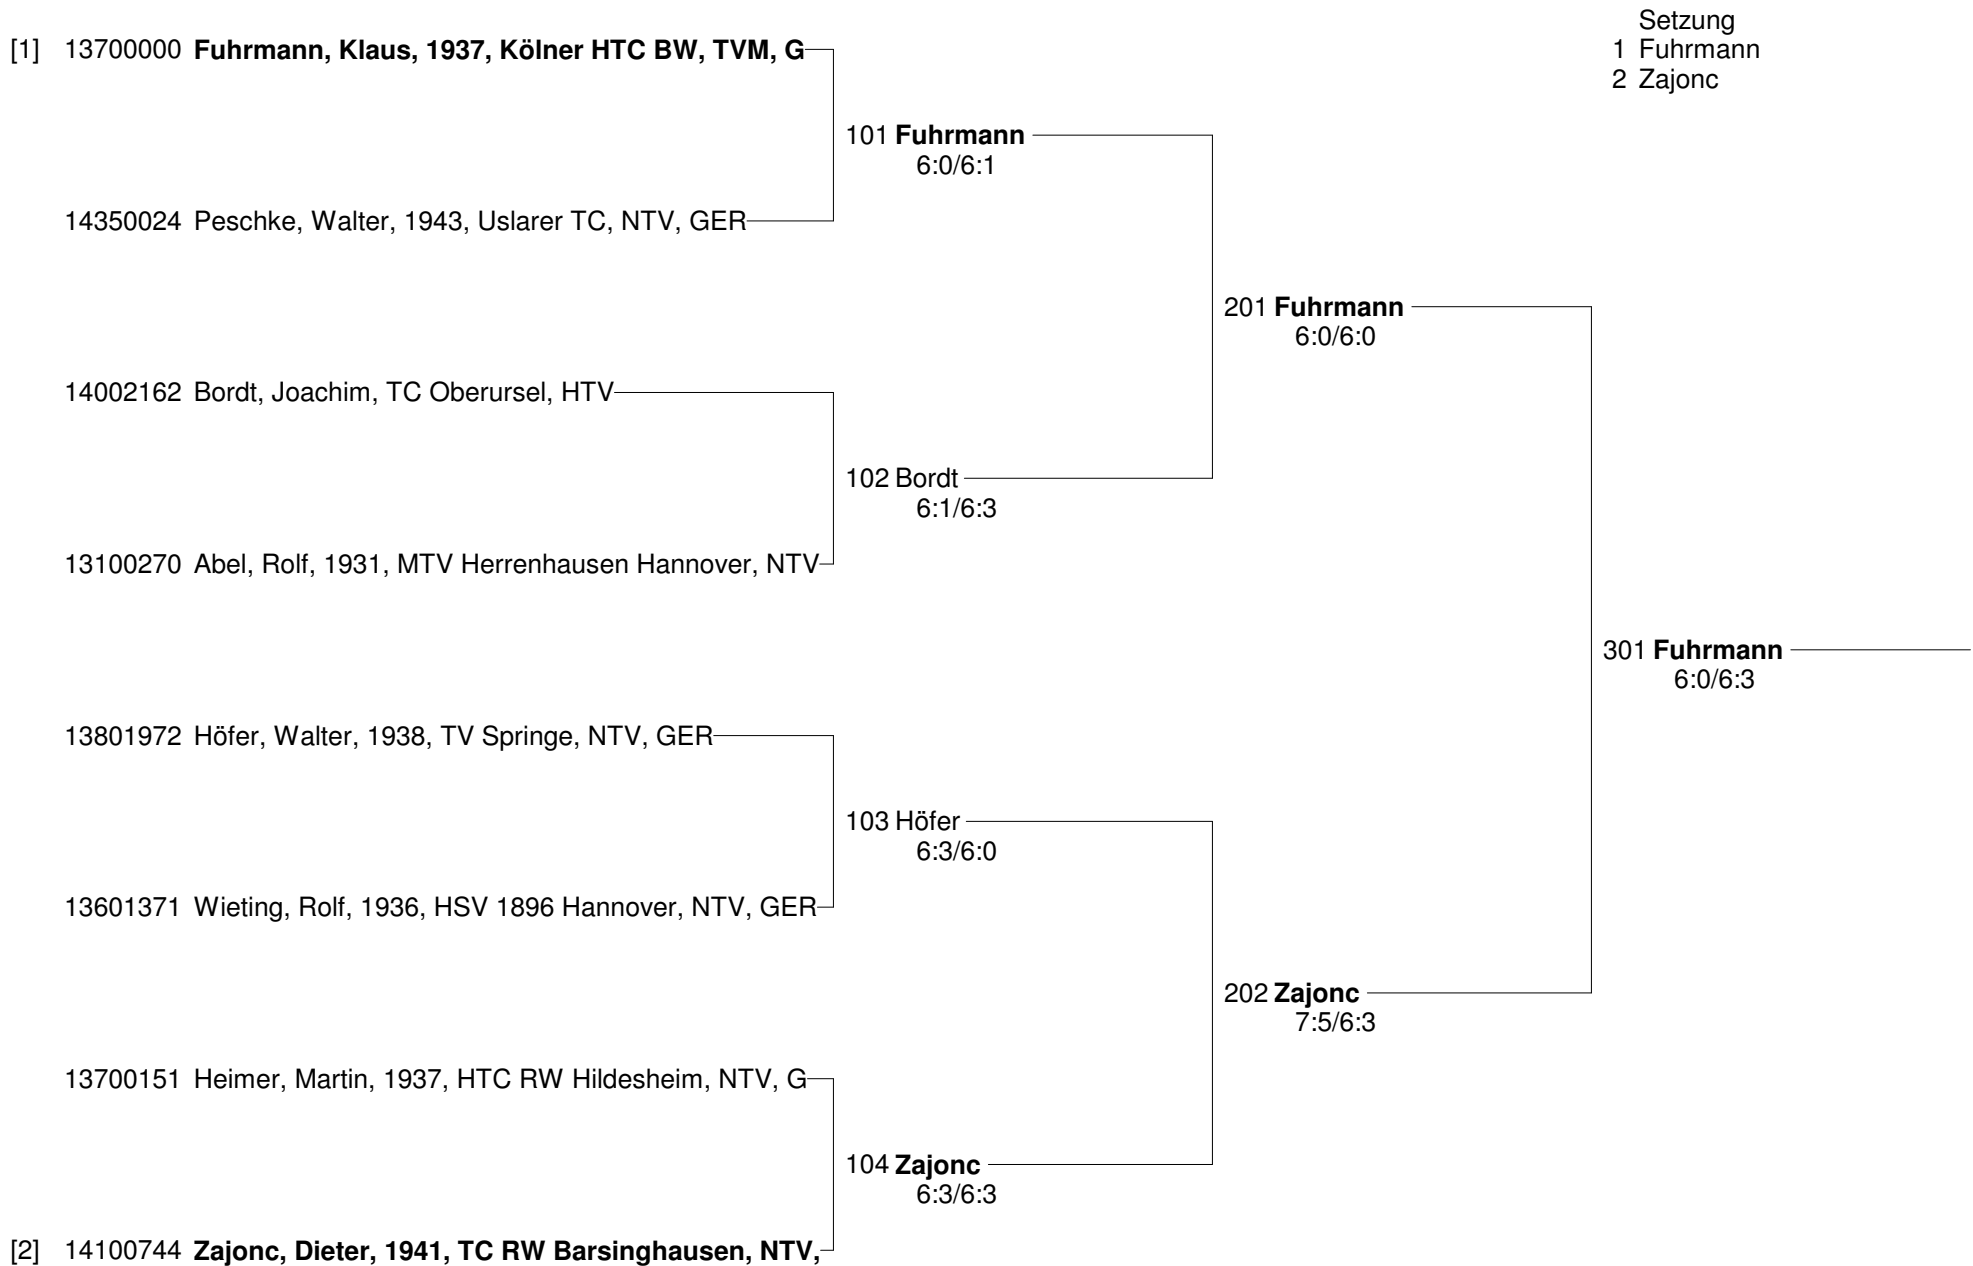 Setzung
1 Fuhrmann
2 Zajonc
[1] 13700000 Fuhrmann, Klaus, 1937, Kölner HTC BW, TVM, G
101 Fuhrmann
6:0/6:1
14350024 Peschke, Walter, 1943, Uslarer TC, NTV, GER
201 Fuhrmann
6:0/6:0
14002162 Bordt, Joachim, TC Oberursel, HTV
102 Bordt
6:1/6:3
13100270 Abel, Rolf, 1931, MTV Herrenhausen Hannover, NTV
301 Fuhrmann
6:0/6:3
13801972 Höfer, Walter, 1938, TV Springe, NTV, GER
103 Höfer
6:3/6:0
13601371 Wieting, Rolf, 1936, HSV 1896 Hannover, NTV, GER
202 Zajonc
7:5/6:3
13700151 Heimer, Martin, 1937, HTC RW Hildesheim, NTV, G
104 Zajonc
6:3/6:3
[2] 14100744 Zajonc, Dieter, 1941, TC RW Barsinghausen, NTV,